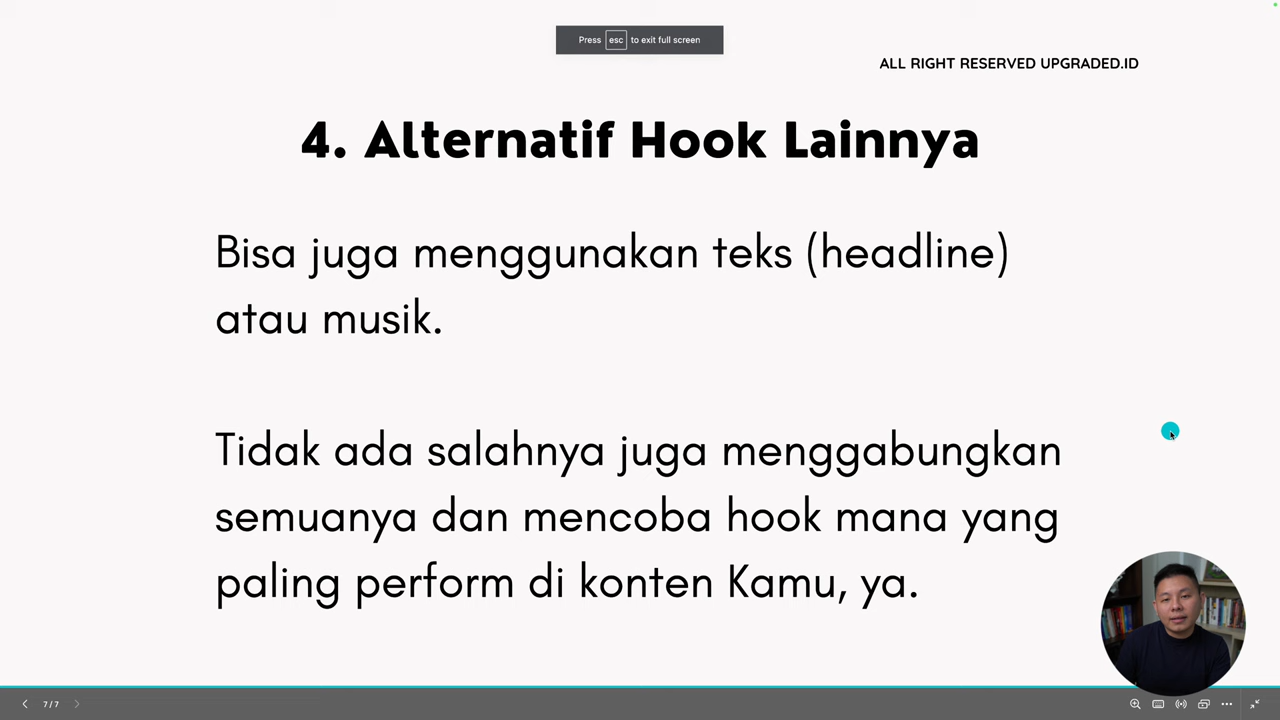 Press esc to exit full screen
ALL RIGHT RESERVED UPGRADED.ID
4. Alternatif Hook Lainnya
Bisa juga menggunakan teks (headline)
atau musik.
Tidak ada salahnya juga menggabungkan
semuanya dan mencoba hook mana yang
paling perform di konten Kamu, ya.
7/7